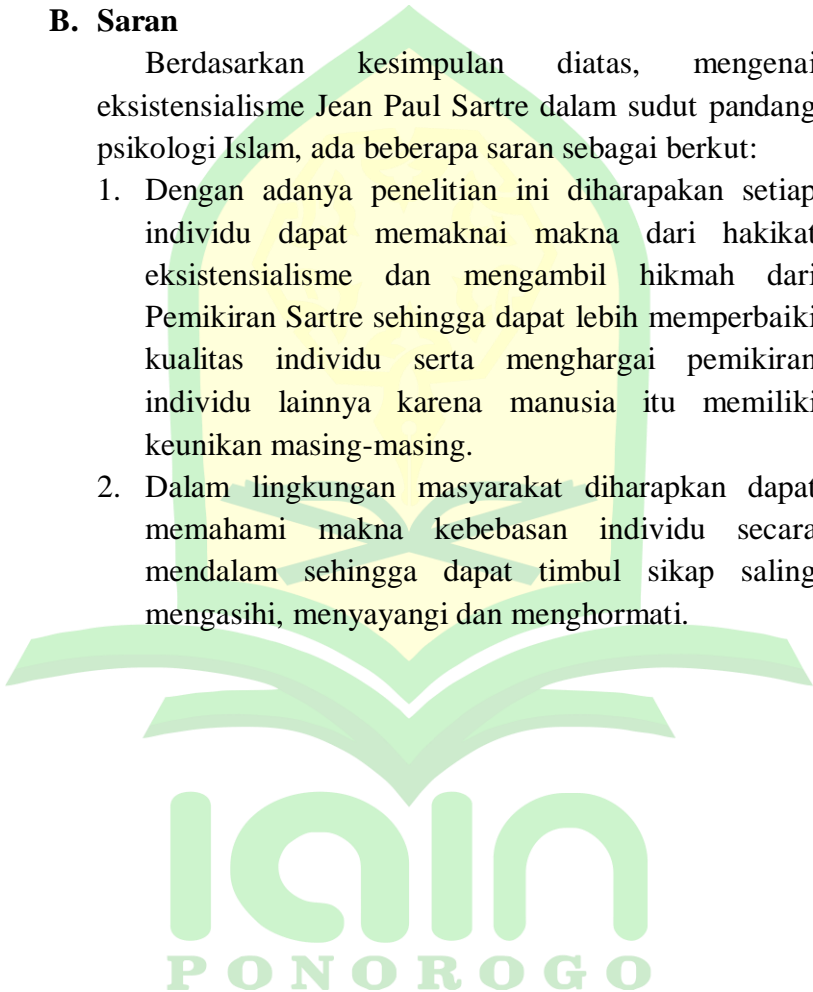 B. Saran
Berdasarkan kesimpulan diatas, mengenai
eksistensialisme Jean Paul Sartre dalam sudut pandang
psikologi Islam, ada beberapa saran sebagai berkut:
1. Dengan adanya penelitian ini diharapakan setiap
individu dapat memaknai makna dari hakikat
eksistensialisme dan mengambil hikmah dari
Pemikiran Sartre sehingga dapat lebih memperbaiki
kualitas individu serta menghargai pemikiran
individu lainnya karena manusia itu memiliki
keunikan masing-masing.
2. Dalam lingkungan masyarakat diharapkan dapat
memahami makna kebebasan individu secara
mendalam sehingga dapat timbul sikap saling
mengasihi, menyayangi dan menghormati.
IAIN
PONOROGO